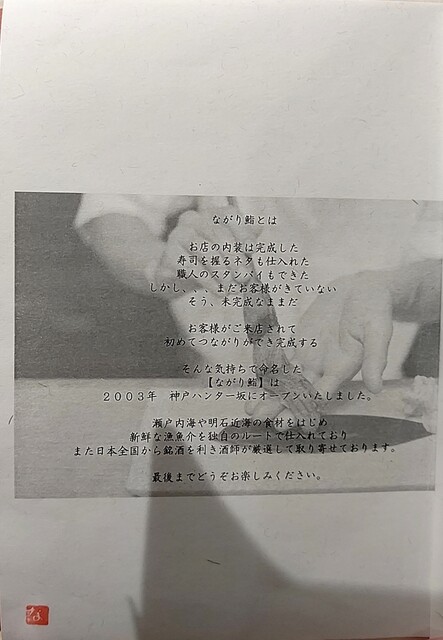 ながり鮨とは
お店の内装は完成した
寿司を握るネタも仕入れた
職人のスタンバイもできた
しかし、、、まだお客様がきていない
そう、未完成なままだ
お客様がご来店されて
初めてつながりができ完成する
そんな気持ちで命名した
【ながり鮨】は
２００３年　神戸ハンター坂にオープンいたしました。
瀬戸内海や明石近海の食材をはじめ
新鮮な漁魚介を独自のルートで仕入れており
また日本全国から銘酒を利き酒師が厳選して取り寄せております。
最後までどうぞお楽しみください。
な